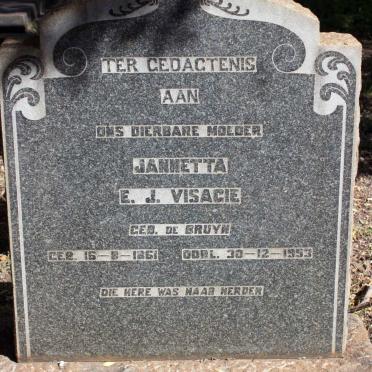 TER GEDAGTENIS
AAN
ONS DIERBARE MOEDER
JANNETTA
E. J. VISAGIE
GEB. DE BRUYN
GEB. 16-8-1861 OORL. 30-12-1953
DIE HERE WAS HAAR HERDER